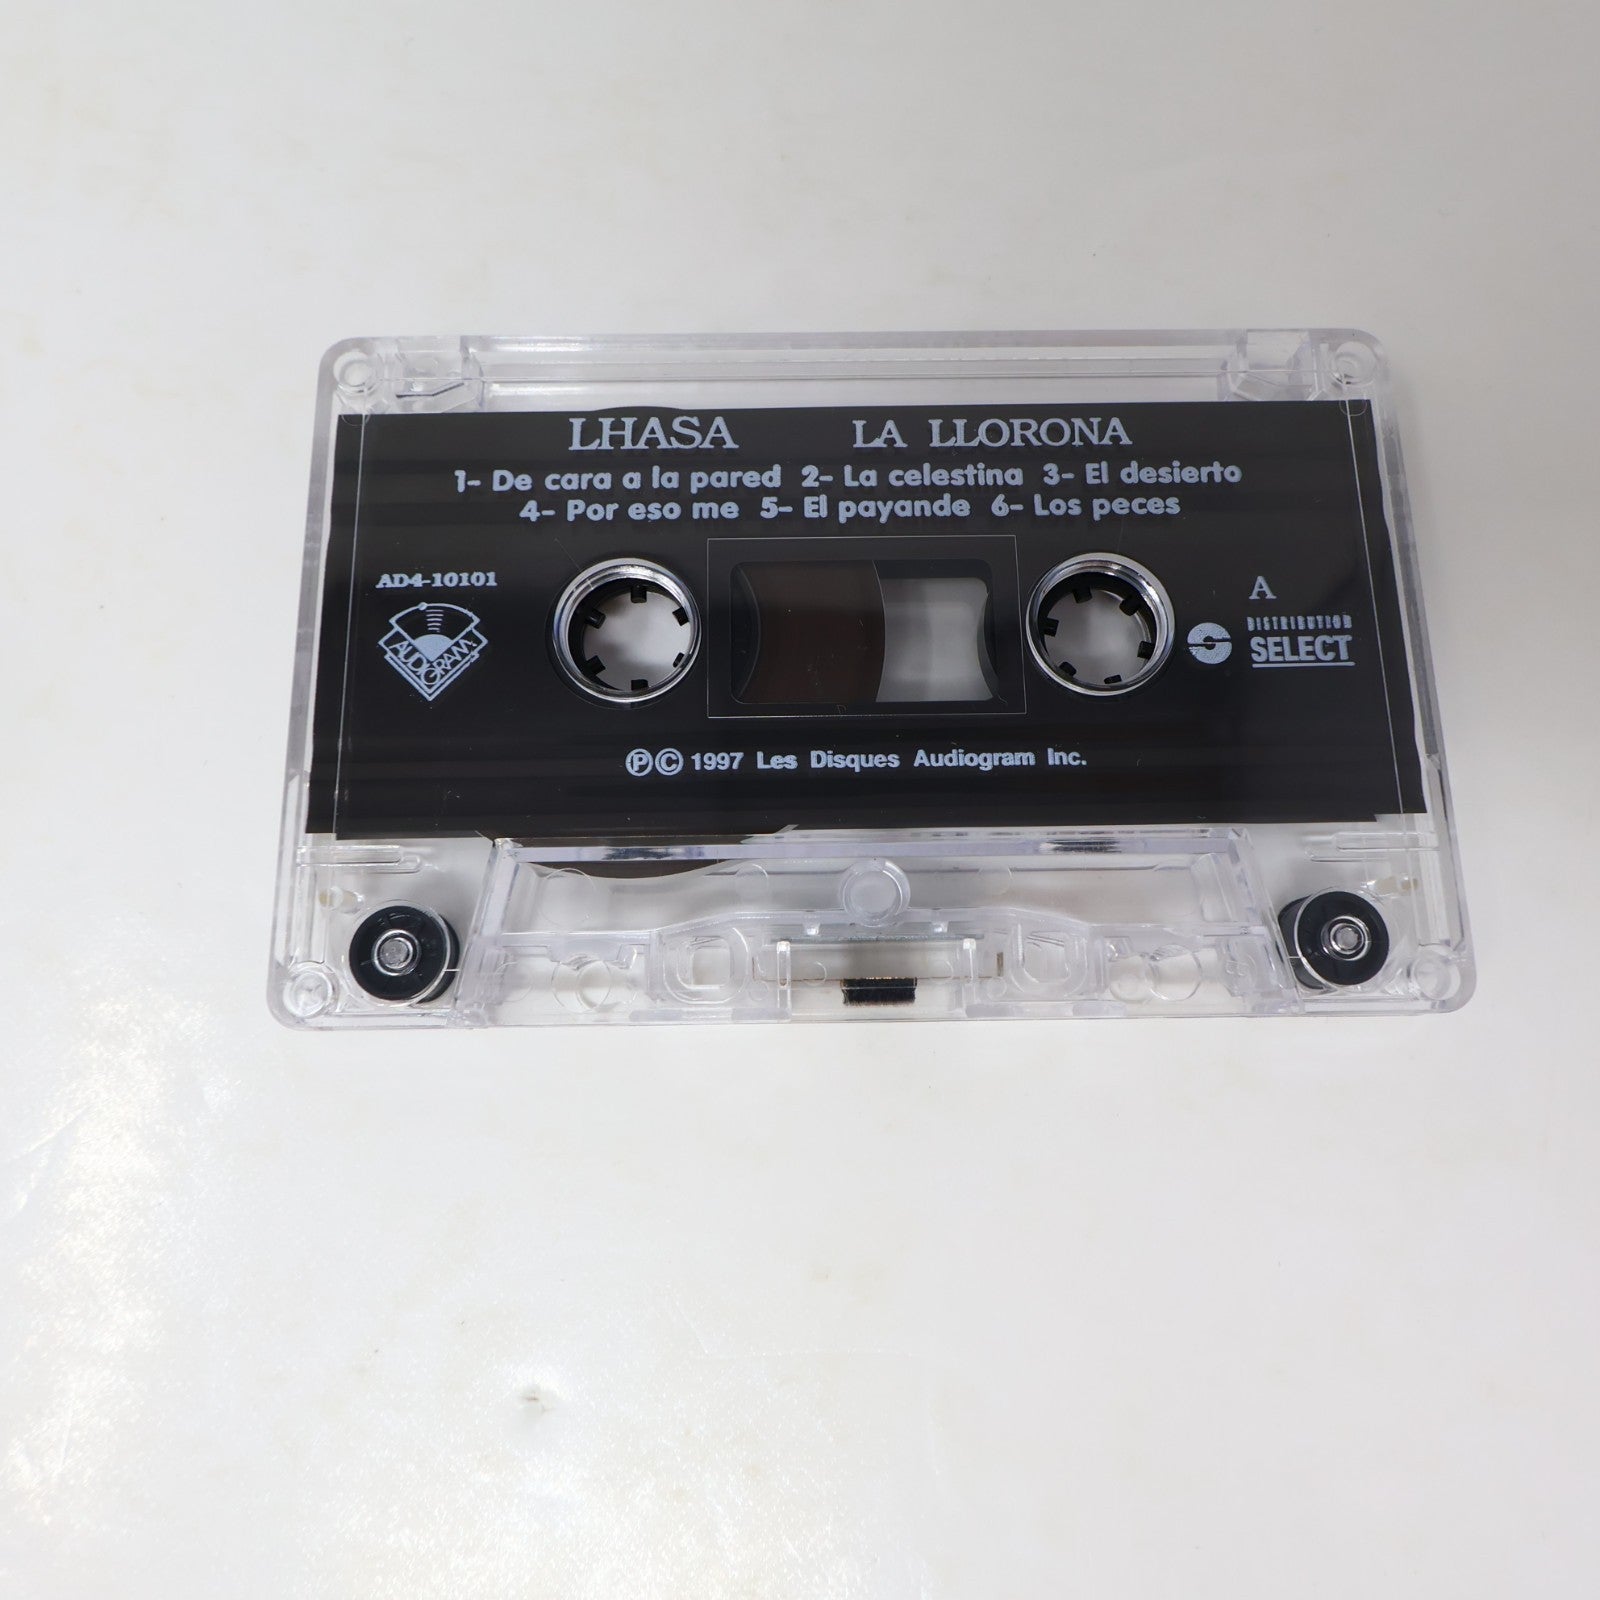 LHASA LA LLORONA
1- De cara a la pared 2- La celestina 3- El desierto
4- Por eso me 5- El payande 6- Los peces
AD4-10101
AUDIOGRAM
A
DISTRIBUTION
SELECT
ⓅⒸ 1997 Les Disques Audiogram Inc.